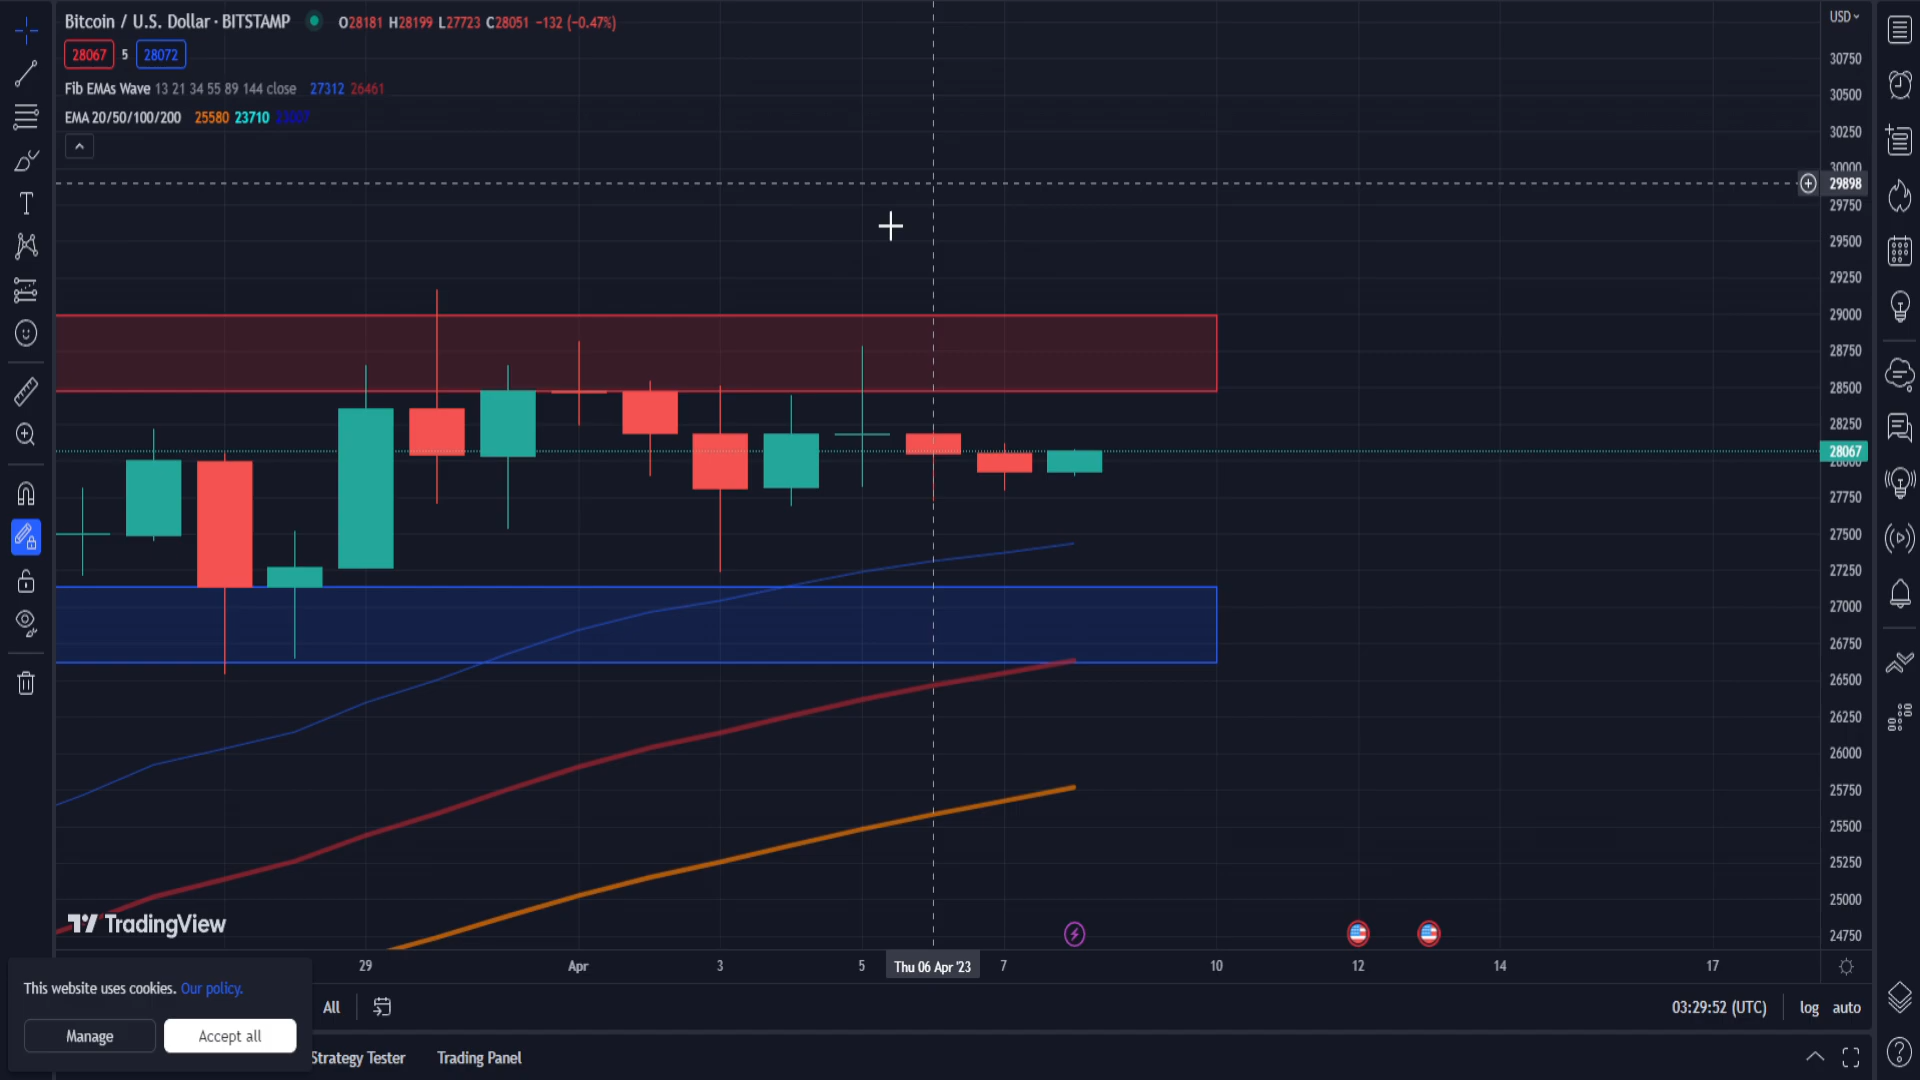 Bitcoin / U.S. Dollar · BITSTAMP O28181 H28199 L27723 C28051 −132 (−0.47%)
28067 5 28072
Fib EMAs Wave 13 21 34 55 89 144 close 27312 26461
EMA 20/50/100/200 25580 23710 23007
USD
30750
30500
30250
30000
29898
29750
29500
29250
29000
28750
28500
28250
28067
28000
27750
27500
27250
27000
26750
26500
26250
26000
25750
25500
25250
25000
24750
TradingView
29 Apr 3 5 Thu 06 Apr '23 7 10 12 14 17
This website uses cookies. Our policy.
Manage Accept all
All 03:29:52 (UTC) log auto
Strategy Tester Trading Panel